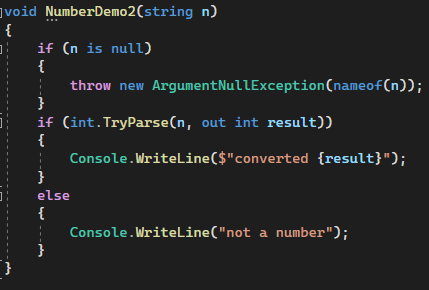 void NumberDemo2(string n)
{
    if (n is null)
    {
        throw new ArgumentNullException(nameof(n));
    }
    if (int.TryParse(n, out int result))
    {
        Console.WriteLine($"converted {result}");
    }
    else
    {
        Console.WriteLine("not a number");
    }
}